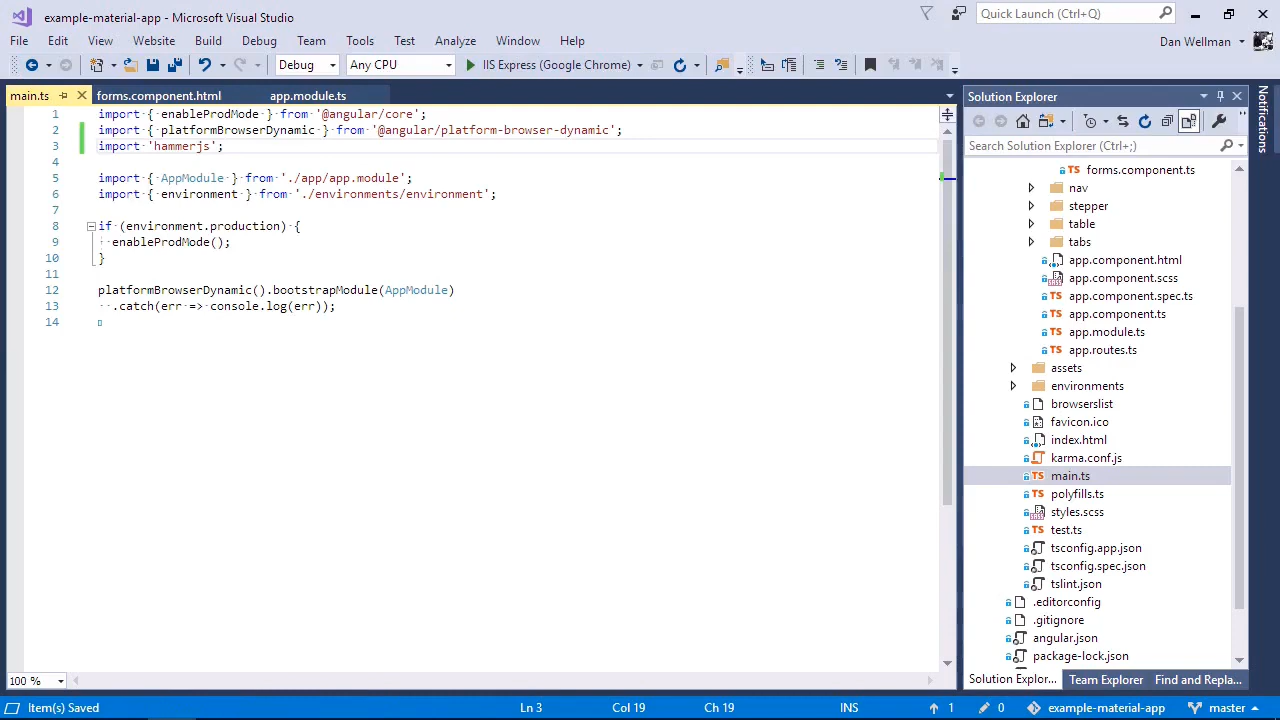 example-material-app - Microsoft Visual Studio
Quick Launch (Ctrl+Q)
File Edit View Website Build Debug Team Tools Test Analyze Window Help
Dan Wellman
Debug Any CPU IIS Express (Google Chrome)
main.ts forms.component.html app.module.ts
1 import { enableProdMode } from '@angular/core';
2 import { platformBrowserDynamic } from '@angular/platform-browser-dynamic';
3 import 'hammerjs';
4
5 import { AppModule } from './app/app.module';
6 import { environment } from './environments/environment';
7
8 if (environment.production) {
9 enableProdMode();
10 }
11
12 platformBrowserDynamic().bootstrapModule(AppModule)
13 .catch(err => console.log(err));
14
100 %
Solution Explorer
Search Solution Explorer (Ctrl+;)
TS forms.component.ts
nav
stepper
table
tabs
app.component.html
app.component.scss
TS app.component.spec.ts
TS app.component.ts
TS app.module.ts
TS app.routes.ts
assets
environments
browserslist
favicon.ico
index.html
karma.conf.js
TS main.ts
TS polyfills.ts
styles.scss
TS test.ts
tsconfig.app.json
tsconfig.spec.json
tslint.json
.editorconfig
.gitignore
angular.json
package-lock.json
Solution Explor... Team Explorer Find and Repla...
Notifications
Item(s) Saved Ln 3 Col 19 Ch 19 INS 1 0 example-material-app master